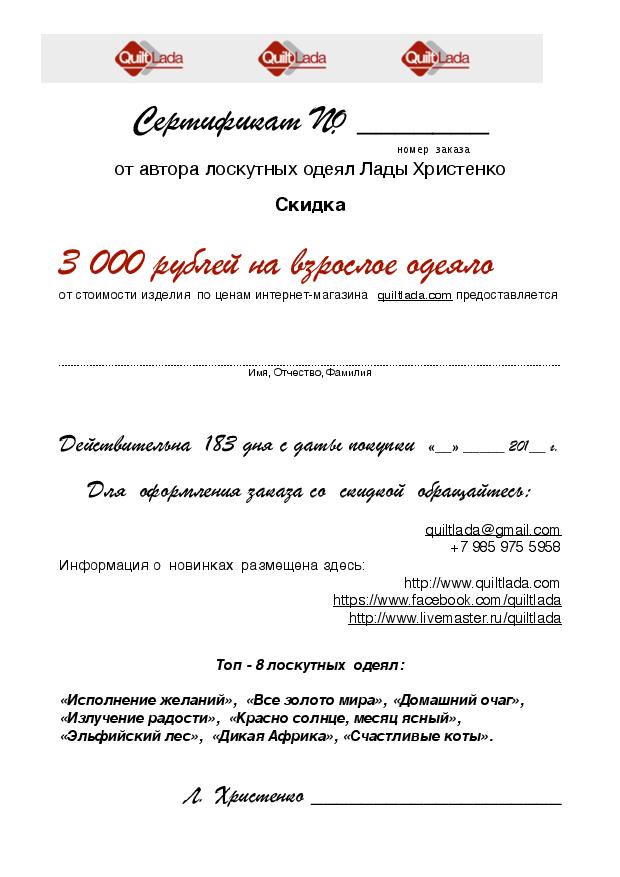 QuiltLada QuiltLada QuiltLada
Сертификат № _________
номер заказа
от автора лоскутных одеял Лады Христенко
Скидка
3 000 рублей на взрослое одеяло
от стоимости изделия по ценам интернет-магазина quiltlada.com предоставляется
Имя, Отчество, Фамилия
Действительна 183 дня с даты покупки «__» _____ 201__ г.
Для оформления заказа со скидкой обращайтесь:
quiltlada@gmail.com
+7 985 975 5958
Информация о новинках размещена здесь:
http://www.quiltlada.com
https://www.facebook.com/quiltlada
http://www.livemaster.ru/quiltlada
Топ - 8 лоскутных одеял:
«Исполнение желаний», «Все золото мира», «Домашний очаг»,
«Излучение радости», «Красно солнце, месяц ясный»,
«Эльфийский лес», «Дикая Африка», «Счастливые коты».
Л. Христенко ____________________